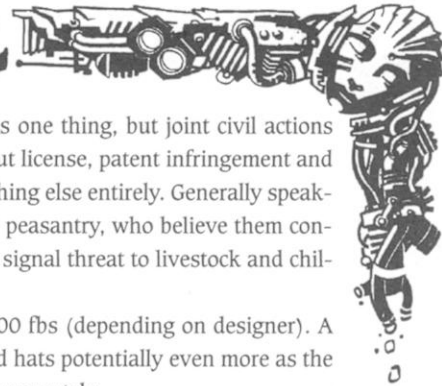 s one thing, but joint civil actions
ut license, patent infringement and
hing else entirely. Generally speak-
peasantry, who believe them con-
signal threat to livestock and chil-
00 fbs (depending on designer). A
d hats potentially even more as the